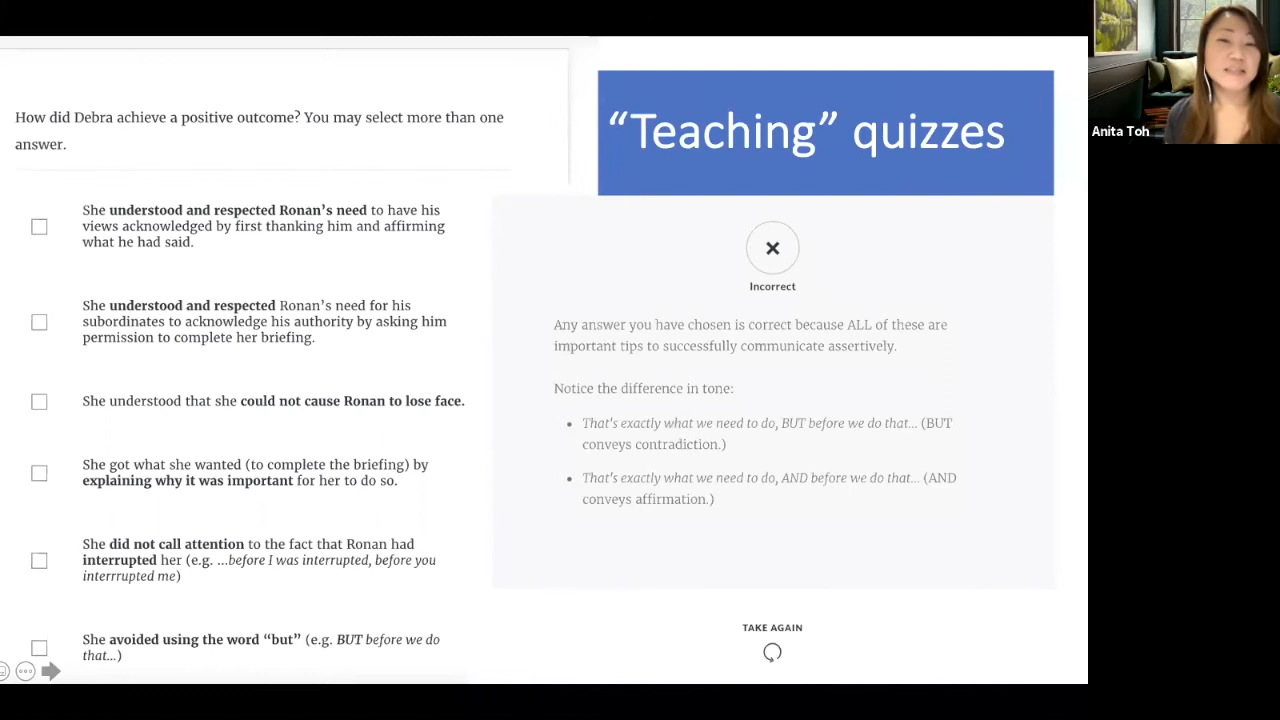 How did Debra achieve a positive outcome? You may select more than one
answer.
She understood and respected Ronan's need to have his
views acknowledged by first thanking him and affirming
what he had said.
She understood and respected Ronan's need for his
subordinates to acknowledge his authority by asking him
permission to complete her briefing.
She understood that she could not cause Ronan to lose face.
She got what she wanted (to complete the briefing) by
explaining why it was important for her to do so.
She did not call attention to the fact that Ronan had
interrupted her (e.g. ...before I was interrupted, before you
interrrupted me)
She avoided using the word “but” (e.g. BUT before we do
that...)
“Teaching” quizzes
Incorrect
Any answer you have chosen is correct because ALL of these are
important tips to successfully communicate assertively.
Notice the difference in tone:
• That's exactly what we need to do, BUT before we do that... (BUT
conveys contradiction.)
• That's exactly what we need to do, AND before we do that... (AND
conveys affirmation.)
TAKE AGAIN
Anita Toh